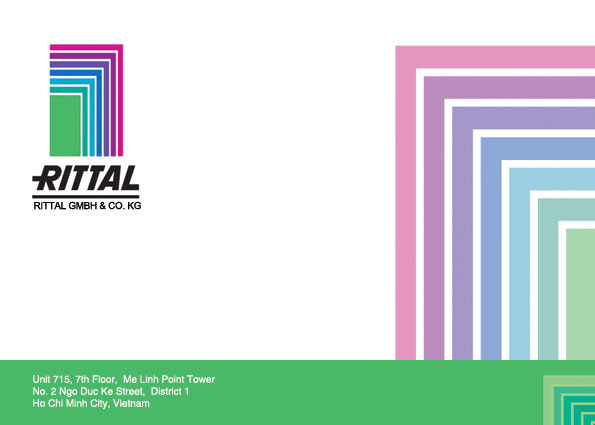 RITTAL
RITTAL GMBH & CO. KG
Unit 715, 7th Floor, Me Linh Point Tower
No. 2 Ngo Duc Ke Street, District 1
Ho Chi Minh City, Vietnam